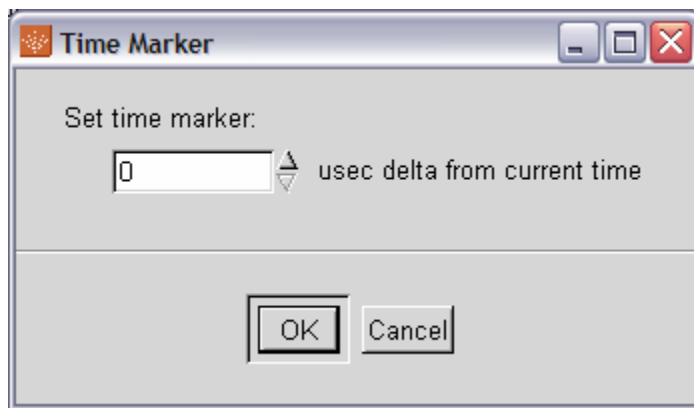 Time Marker
Set time marker:
0 usec delta from current time
OK Cancel